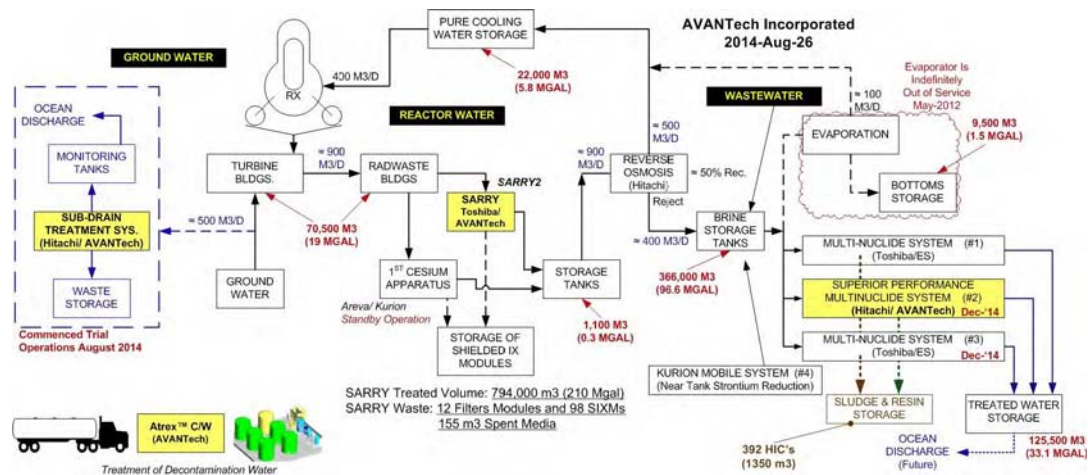 AVANTech Incorporated
2014-Aug-26
GROUND WATER
OCEAN
DISCHARGE
MONITORING
TANKS
SUB-DRAIN
TREATMENT SYS.
(Hitachi/ AVANTech)
WASTE STORAGE
Commenced Trial
Operations August 2014
≈ 500 M3/D
RX
400 M3/D
PURE COOLING
WATER STORAGE
22,000 M3
(5.8 MGAL)
REACTOR WATER
TURBINE
BLDGS.
≈ 900
M3/D
RADWASTE
BLDGS
70,500 M3
(19 MGAL)
GROUND
WATER
SARRY2
SARRY
Toshiba/
AVANTech
1ST CESIUM
APPARATUS
Areva/ Kurion
Standby Operation
STORAGE OF
SHIELDED IX
MODULES
STORAGE
TANKS
1,100 M3
(0.3 MGAL)
≈ 900
M3/D
≈ 500
M3/D
REVERSE
OSMOSIS
(Hitachi)
≈ 50% Rec.
Reject
≈ 400 M3/D
WASTEWATER
BRINE
STORAGE
TANKS
366,000 M3
(96.6 MGAL)
≈ 100
M3/D
Evaporator Is
Indefinitely
Out of Service
May-2012
EVAPORATION
9,500 M3
(1.5 MGAL)
BOTTOMS
STORAGE
MULTI-NUCLIDE SYSTEM (#1)
(Toshiba/ES)
SUPERIOR PERFORMANCE
MULTINUCLIDE SYSTEM (#2)
(Hitachi/ AVANTech) Dec-'14
MULTI-NUCLIDE SYSTEM (#3)
(Toshiba/ES) Dec-'14
KURION MOBILE SYSTEM (#4)
(Near Tank Strontium Reduction)
SLUDGE & RESIN
STORAGE
392 HIC's
(1350 m3)
TREATED WATER
STORAGE
125,500 M3
(33.1 MGAL)
OCEAN
DISCHARGE
(Future)
SARRY Treated Volume: 794,000 m3 (210 Mgal)
SARRY Waste: 12 Filters Modules and 98 SIXMs
155 m3 Spent Media
Atrex™ C/W
(AVANTech)
Treatment of Decontamination Water